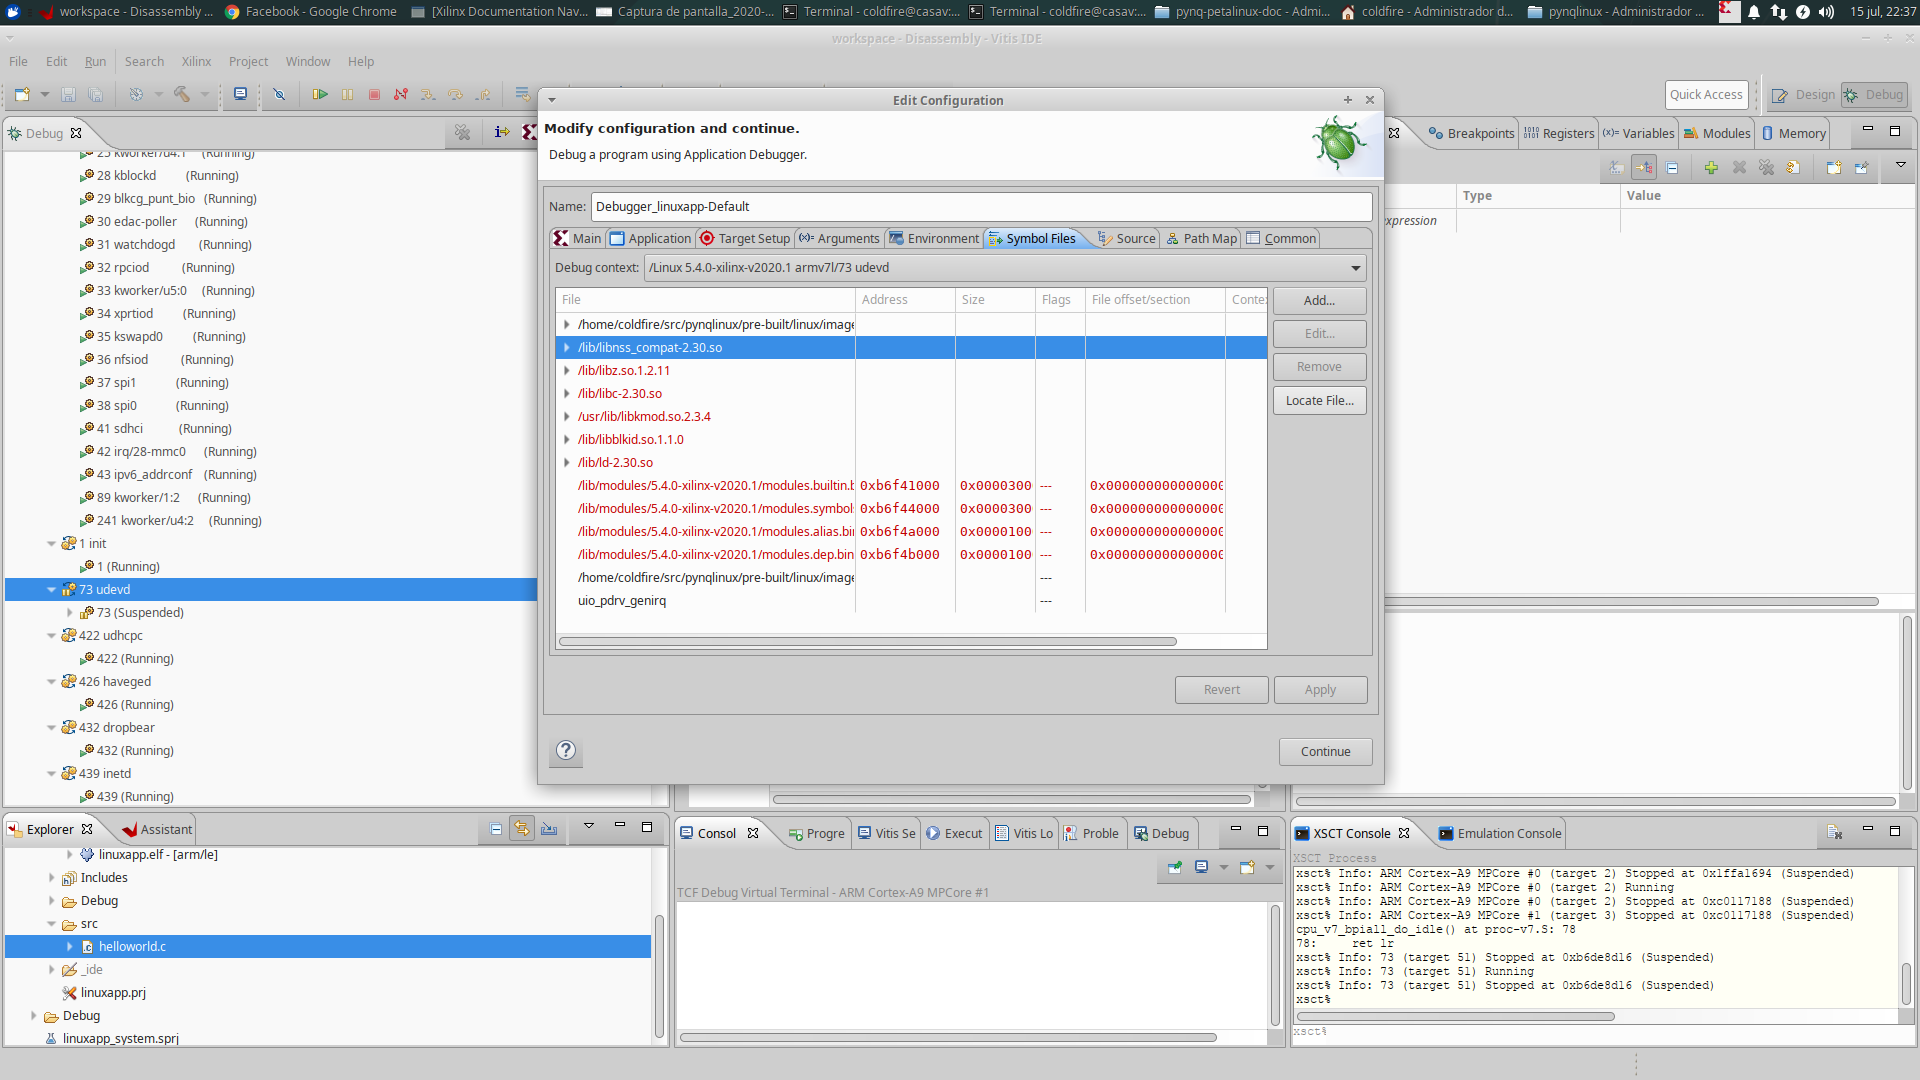 workspace - Disassembly ...
Facebook - Google Chrome
[Xilinx Documentation Nav...
Captura de pantalla_2020-...
Terminal - coldfire@casav:...
Terminal - coldfire@casav:...
pynq-petalinux-doc - Admi...
coldfire - Administrador d...
pynqlinux - Administrador ...
15 jul, 22:37
workspace - Disassembly - Vitis IDE
File Edit Run Search Xilinx Project Window Help
Quick Access
Design
Debug
Debug
28 kblockd (Running)
29 blkcg_punt_bio (Running)
30 edac-poller (Running)
31 watchdogd (Running)
32 rpciod (Running)
33 kworker/u5:0 (Running)
34 xprtiod (Running)
35 kswapd0 (Running)
36 nfsiod (Running)
37 spi1 (Running)
38 spi0 (Running)
41 sdhci (Running)
42 irq/28-mmc0 (Running)
43 ipv6_addrconf (Running)
89 kworker/1:2 (Running)
241 kworker/u4:2 (Running)
1 init
1 (Running)
73 udevd
73 (Suspended)
422 udhcpc
422 (Running)
426 haveged
426 (Running)
432 dropbear
432 (Running)
439 inetd
439 (Running)
Edit Configuration
Modify configuration and continue.
Debug a program using Application Debugger.
Name: Debugger_linuxapp-Default
Main Application Target Setup Arguments Environment Symbol Files Source Path Map Common
Debug context: /Linux 5.4.0-xilinx-v2020.1 armv7l/73 udevd
File Address Size Flags File offset/section Conte
/home/coldfire/src/pynqlinux/pre-built/linux/image
/lib/libnss_compat-2.30.so
/lib/libz.so.1.2.11
/lib/libc-2.30.so
/usr/lib/libkmod.so.2.3.4
/lib/libblkid.so.1.1.0
/lib/ld-2.30.so
/lib/modules/5.4.0-xilinx-v2020.1/modules.builtin.b 0xb6f41000 0x0000300 --- 0x000000000000000
/lib/modules/5.4.0-xilinx-v2020.1/modules.symbol 0xb6f44000 0x0000300 --- 0x000000000000000
/lib/modules/5.4.0-xilinx-v2020.1/modules.alias.bi 0xb6f4a000 0x0000100 --- 0x000000000000000
/lib/modules/5.4.0-xilinx-v2020.1/modules.dep.bin 0xb6f4b000 0x0000100 --- 0x000000000000000
/home/coldfire/src/pynqlinux/pre-built/linux/image ---
uio_pdrv_genirq ---
Add...
Edit...
Remove
Locate File...
Revert
Apply
?
Continue
Breakpoints Registers Variables Modules Memory
Type Value
xpression
Explorer
Assistant
linuxapp.elf - [arm/le]
Includes
Debug
src
helloworld.c
_ide
linuxapp.prj
Debug
linuxapp_system.sprj
Consol Progre Vitis Se Execut Vitis Lo Proble Debug
TCF Debug Virtual Terminal - ARM Cortex-A9 MPCore #1
XSCT Console
Emulation Console
XSCT Process
xsct% Info: ARM Cortex-A9 MPCore #0 (target 2) Stopped at 0x1ffa1694 (Suspended)
xsct% Info: ARM Cortex-A9 MPCore #0 (target 2) Running
xsct% Info: ARM Cortex-A9 MPCore #0 (target 2) Stopped at 0xc0117188 (Suspended)
xsct% Info: ARM Cortex-A9 MPCore #1 (target 3) Stopped at 0xc0117188 (Suspended)
cpu_v7_bpiall_do_idle() at proc-v7.S: 78
78: ret lr
xsct% Info: 73 (target 51) Stopped at 0xb6de8d16 (Suspended)
xsct% Info: 73 (target 51) Running
xsct% Info: 73 (target 51) Stopped at 0xb6de8d16 (Suspended)
xsct%
xsct%